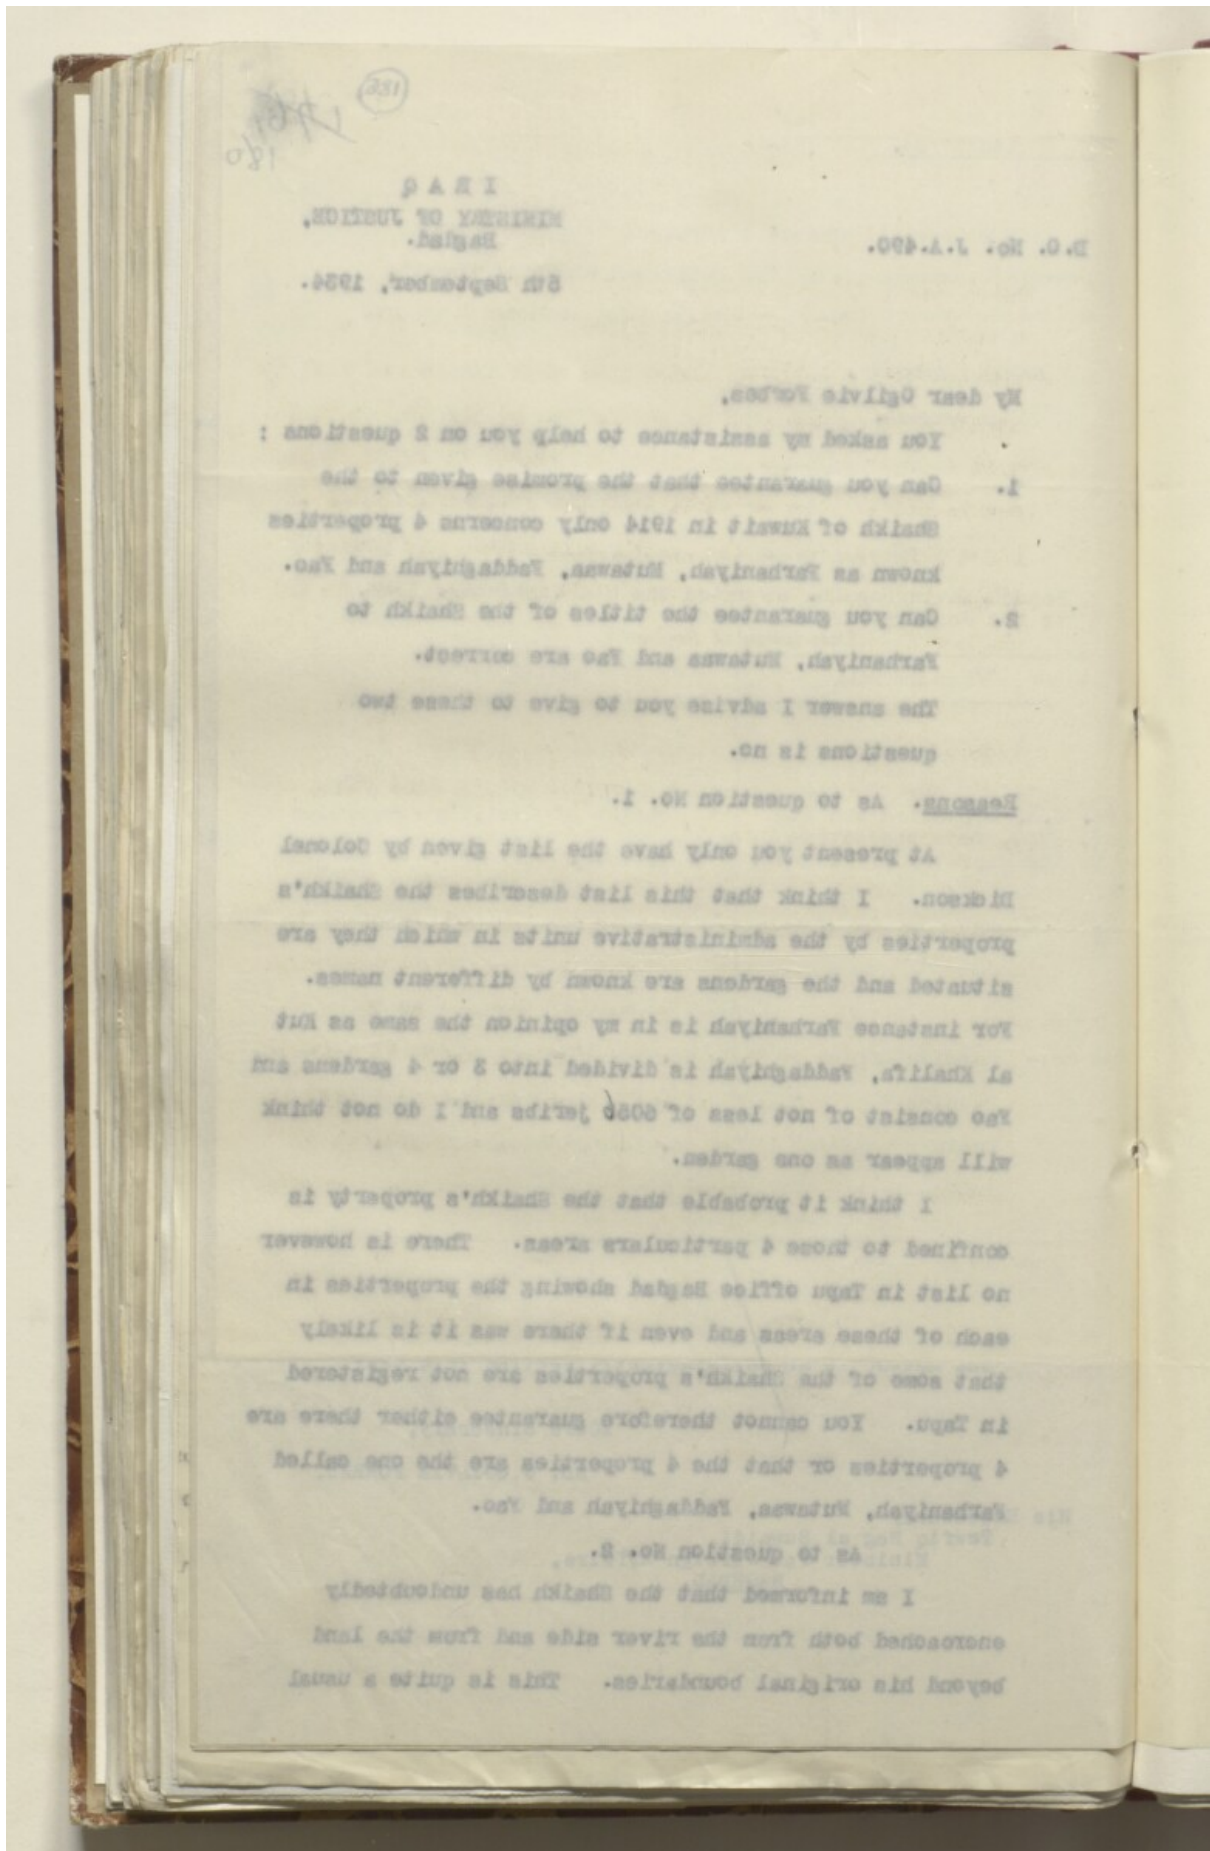 181
180
I R A Q
MINISTRY OF JUSTICE,
Bagdad.
D.O. No. J.A.490.
5th September, 1934.
My dear Ogilvie Forbes,
You asked my assistance to help you on 2 questions :
1. Can you guarantee that the promise given to the
Shaikh of Kuwait in 1914 only concerns 4 properties
known as Farhaniyah, Mutawaa, Faddaghiyah and Fao.
2. Can you guarantee the titles of the Shaikh to
Farhaniyah, Mutawaa and Fao are correct.
The answer I advise you to give to these two
questions is no.
Reasons. As to question No. 1.
At present you only have the list given by Colonel
Dickson. I think that this list describes the Shaikh's
properties by the administrative units in which they are
situated and the gardens are known by different names.
For instance Farhahiyah is in my opinion the same as Kut
al Khalifa, Faddaghiyah is divided into 3 or 4 gardens and
Fao consist of not less of 6056 jeribs and I do not think
will appear as one garden.
I think it probable that the Shaikh's property is
confined to those 4 particulars areas. There is however
no list in Tapu office Bagdad showing the properties in
each of these areas and even if there was it is likely
that some of the Shaikh's properties are not registered
in Tapu. You cannot therefore guarantee either there are
4 properties or that the 4 properties are the one called
Farhaniyah, Mutawaa, Faddaghiyah and Fao.
As to question No. 2.
I am informed that the Shaikh has undoubtedly
encroached both from the river side and from the land
beyond his original boundaries. This is quite a usual